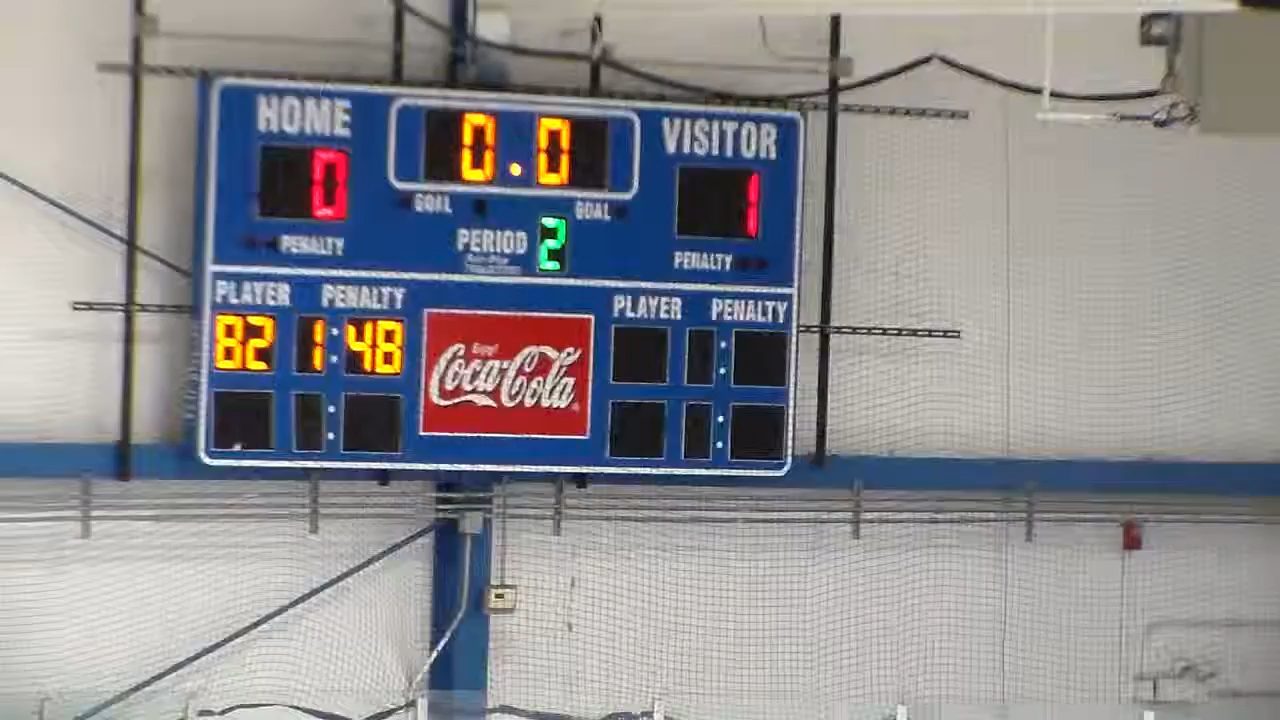 HOME
0.0
VISITOR
0
1
GOAL
GOAL
PERIOD 2
PENALTY
PENALTY
PLAYER PENALTY
PLAYER PENALTY
82 1:48
Enjoy!
Coca-Cola